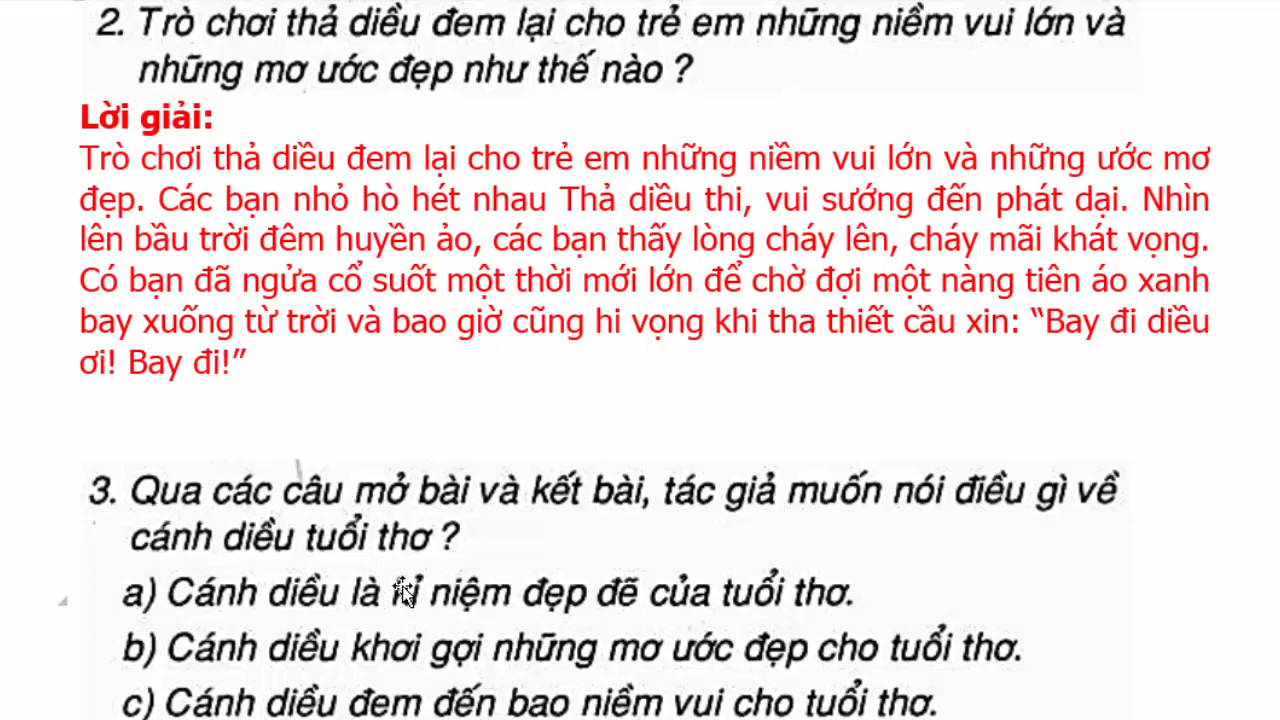 2. Trò chơi thả diều đem lại cho trẻ em những niềm vui lớn và
những mơ ước đẹp như thế nào ?
Lời giải:
Trò chơi thả diều đem lại cho trẻ em những niềm vui lớn và những ước mơ
đẹp. Các bạn nhỏ hò hét nhau Thả diều thi, vui sướng đến phát dại. Nhìn
lên bầu trời đêm huyền ảo, các bạn thấy lòng cháy lên, cháy mãi khát vọng.
Có bạn đã ngửa cổ suốt một thời mới lớn để chờ đợi một nàng tiên áo xanh
bay xuống từ trời và bao giờ cũng hi vọng khi tha thiết cầu xin: “Bay đi diều
ơi! Bay đi!”
3. Qua các câu mở bài và kết bài, tác giả muốn nói điều gì về
cánh diều tuổi thơ ?
a) Cánh diều là kỉ niệm đẹp đẽ của tuổi thơ.
b) Cánh diều khơi gợi những mơ ước đẹp cho tuổi thơ.
c) Cánh diều đem đến bao niềm vui cho tuổi thơ.